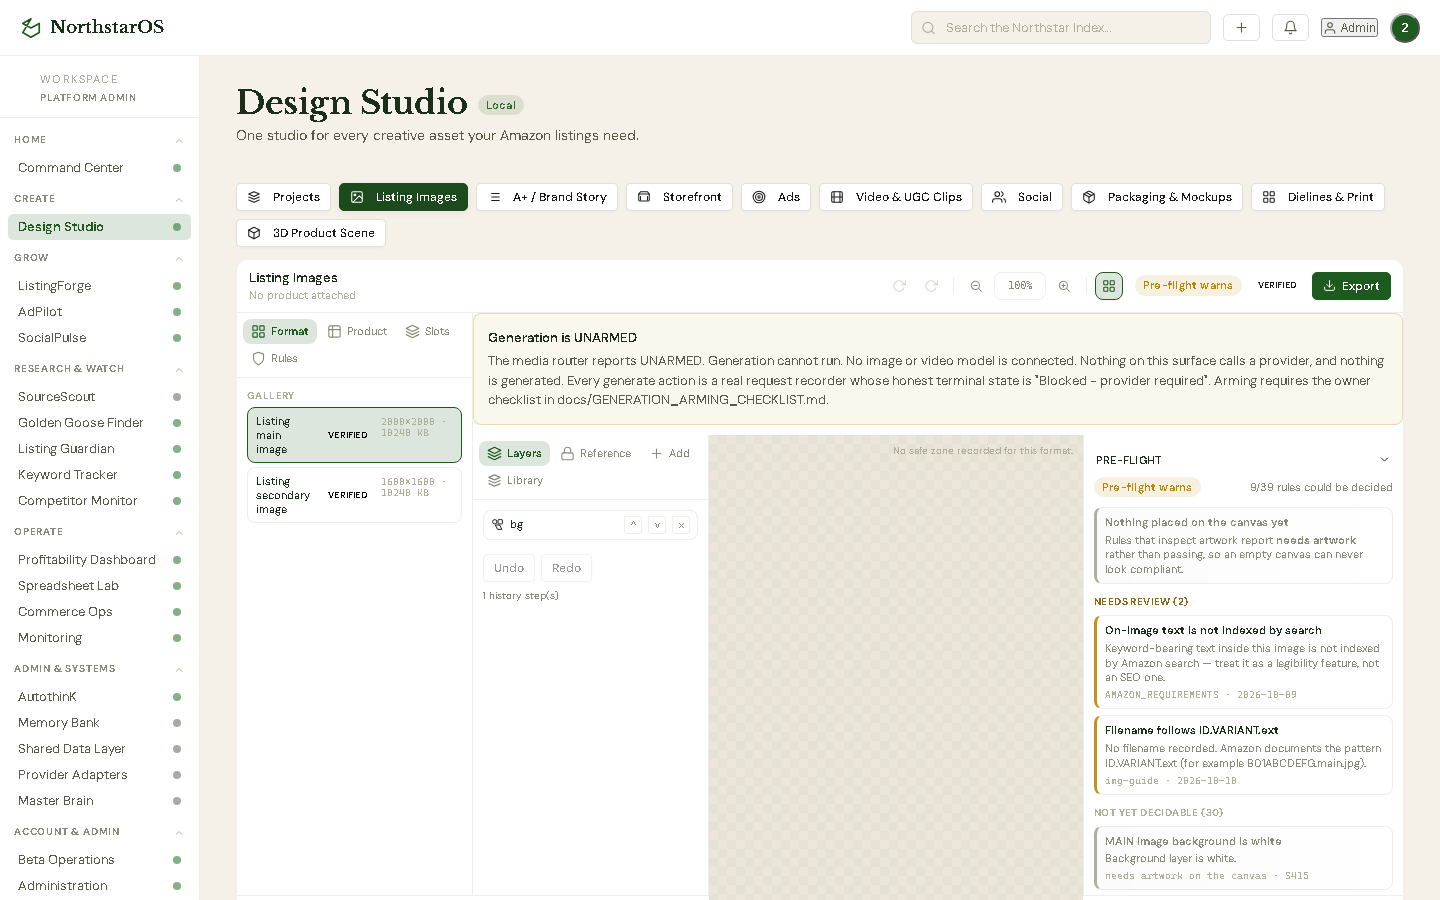 NorthstarOS
Search the Northstar Index...
Admin
2
WORKSPACE
PLATFORM ADMIN
HOME
Command Center
CREATE
Design Studio
GROW
ListingForge
AdPilot
SocialPulse
RESEARCH & WATCH
SourceScout
Golden Goose Finder
Listing Guardian
Keyword Tracker
Competitor Monitor
OPERATE
Profitability Dashboard
Spreadsheet Lab
Commerce Ops
Monitoring
ADMIN & SYSTEMS
AutothinK
Memory Bank
Shared Data Layer
Provider Adapters
Master Brain
ACCOUNT & ADMIN
Beta Operations
Administration
Design Studio
Local
One studio for every creative asset your Amazon listings need.
Projects
Listing Images
A+ / Brand Story
Storefront
Ads
Video & UGC Clips
Social
Packaging & Mockups
Dielines & Print
3D Product Scene
Listing Images
No product attached
100%
Pre-flight warns
VERIFIED
Export
Format
Product
Slots
Rules
GALLERY
Listing
main
image
VERIFIED
2000×2000 ·
10240 KB
Listing
secondary
image
VERIFIED
1600×1600 ·
10240 KB
Generation is UNARMED
The media router reports UNARMED. Generation cannot run. No image or video model is connected. Nothing on this surface calls a provider, and nothing
is generated. Every generate action is a real request recorder whose honest terminal state is "Blocked - provider required". Arming requires the owner
checklist in docs/GENERATION_ARMING_CHECKLIST.md.
Layers
Reference
Add
Library
bg
^
v
×
Undo
Redo
1 history step(s)
No safe zone recorded for this format.
PRE-FLIGHT
Pre-flight warns
9/39 rules could be decided
Nothing placed on the canvas yet
Rules that inspect artwork report needs artwork
rather than passing, so an empty canvas can never
look compliant.
NEEDS REVIEW (2)
On-image text is not indexed by search
Keyword-bearing text inside this image is not indexed
by Amazon search — treat it as a legibility feature, not
an SEO one.
AMAZON_REQUIREMENTS · 2026-10-09
Filename follows ID.VARIANT.ext
No filename recorded. Amazon documents the pattern
ID.VARIANT.ext (for example B01ABCDEFG.main.jpg).
img-guide · 2026-10-10
NOT YET DECIDABLE (30)
MAIN image background is white
Background layer is white.
needs artwork on the canvas · S415